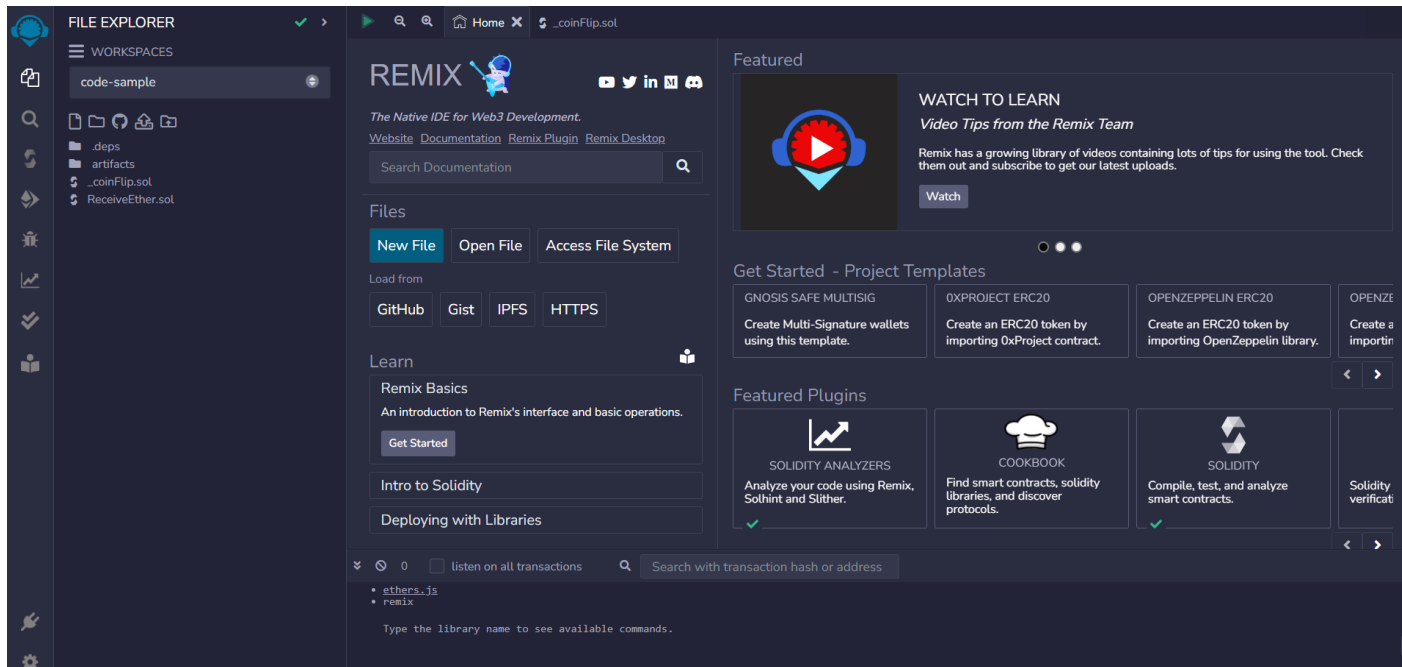 FILE EXPLORER
WORKSPACES
code-sample
.deps
artifacts
_coinFlip.sol
ReceiveEther.sol
Home
_coinFlip.sol
REMIX
The Native IDE for Web3 Development.
Website Documentation Remix Plugin Remix Desktop
Search Documentation
Files
New File Open File Access File System
Load from
GitHub Gist IPFS HTTPS
Learn
Remix Basics
An introduction to Remix's interface and basic operations.
Get Started
Intro to Solidity
Deploying with Libraries
Featured
WATCH TO LEARN
Video Tips from the Remix Team
Remix has a growing library of videos containing lots of tips for using the tool. Check
them out and subscribe to get our latest
uploads.
Watch
Get Started - Project Templates
GNOSIS SAFE MULTISIG
Create Multi-Signature wallets
using this template.
0XPROJECT ERC20
Create an ERC20 token by
importing 0xProject contract.
OPENZEPPELIN ERC20
Create an ERC20 token by
importing OpenZeppelin library.
OPENZE
Create a
importin
Featured Plugins
SOLIDITY ANALYZERS
Analyze your code using Remix,
Solhint and Slither.
COOKBOOK
Find smart contracts, solidity
libraries, and discover
protocols.
SOLIDITY
Compile, test, and analyze
smart contracts.
Solidity
verificati
0 listen on all transactions Search with transaction hash or address
• ethers.js
• remix
Type the library name to see available commands.